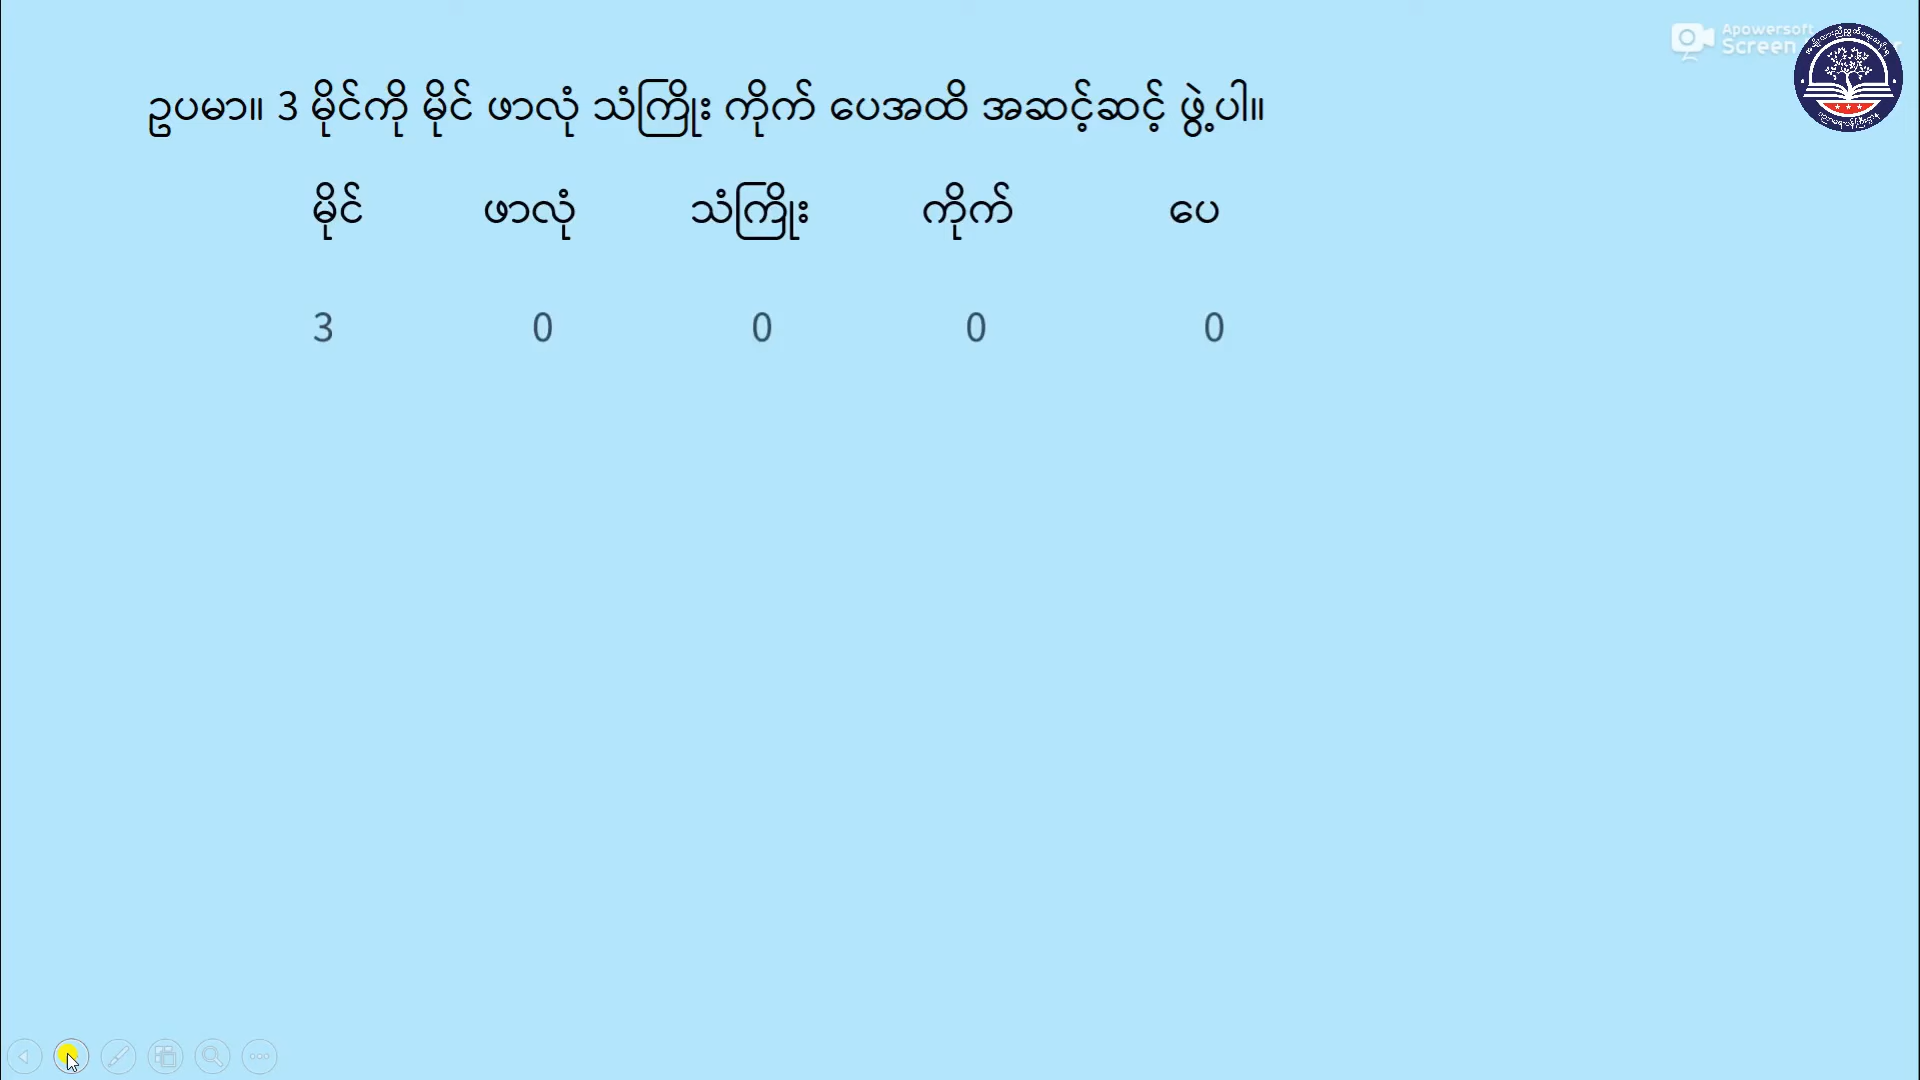 Apowersoft
Screen
ဥပမာ။ 3 မိုင်ကို မိုင် ဖာလုံ သံကြိုး ကိုက် ပေအထိ အဆင့်ဆင့် ဖွဲ့ပါ။
မိုင် ဖာလုံ သံကြိုး ကိုက် ပေ
3 0 0 0 0